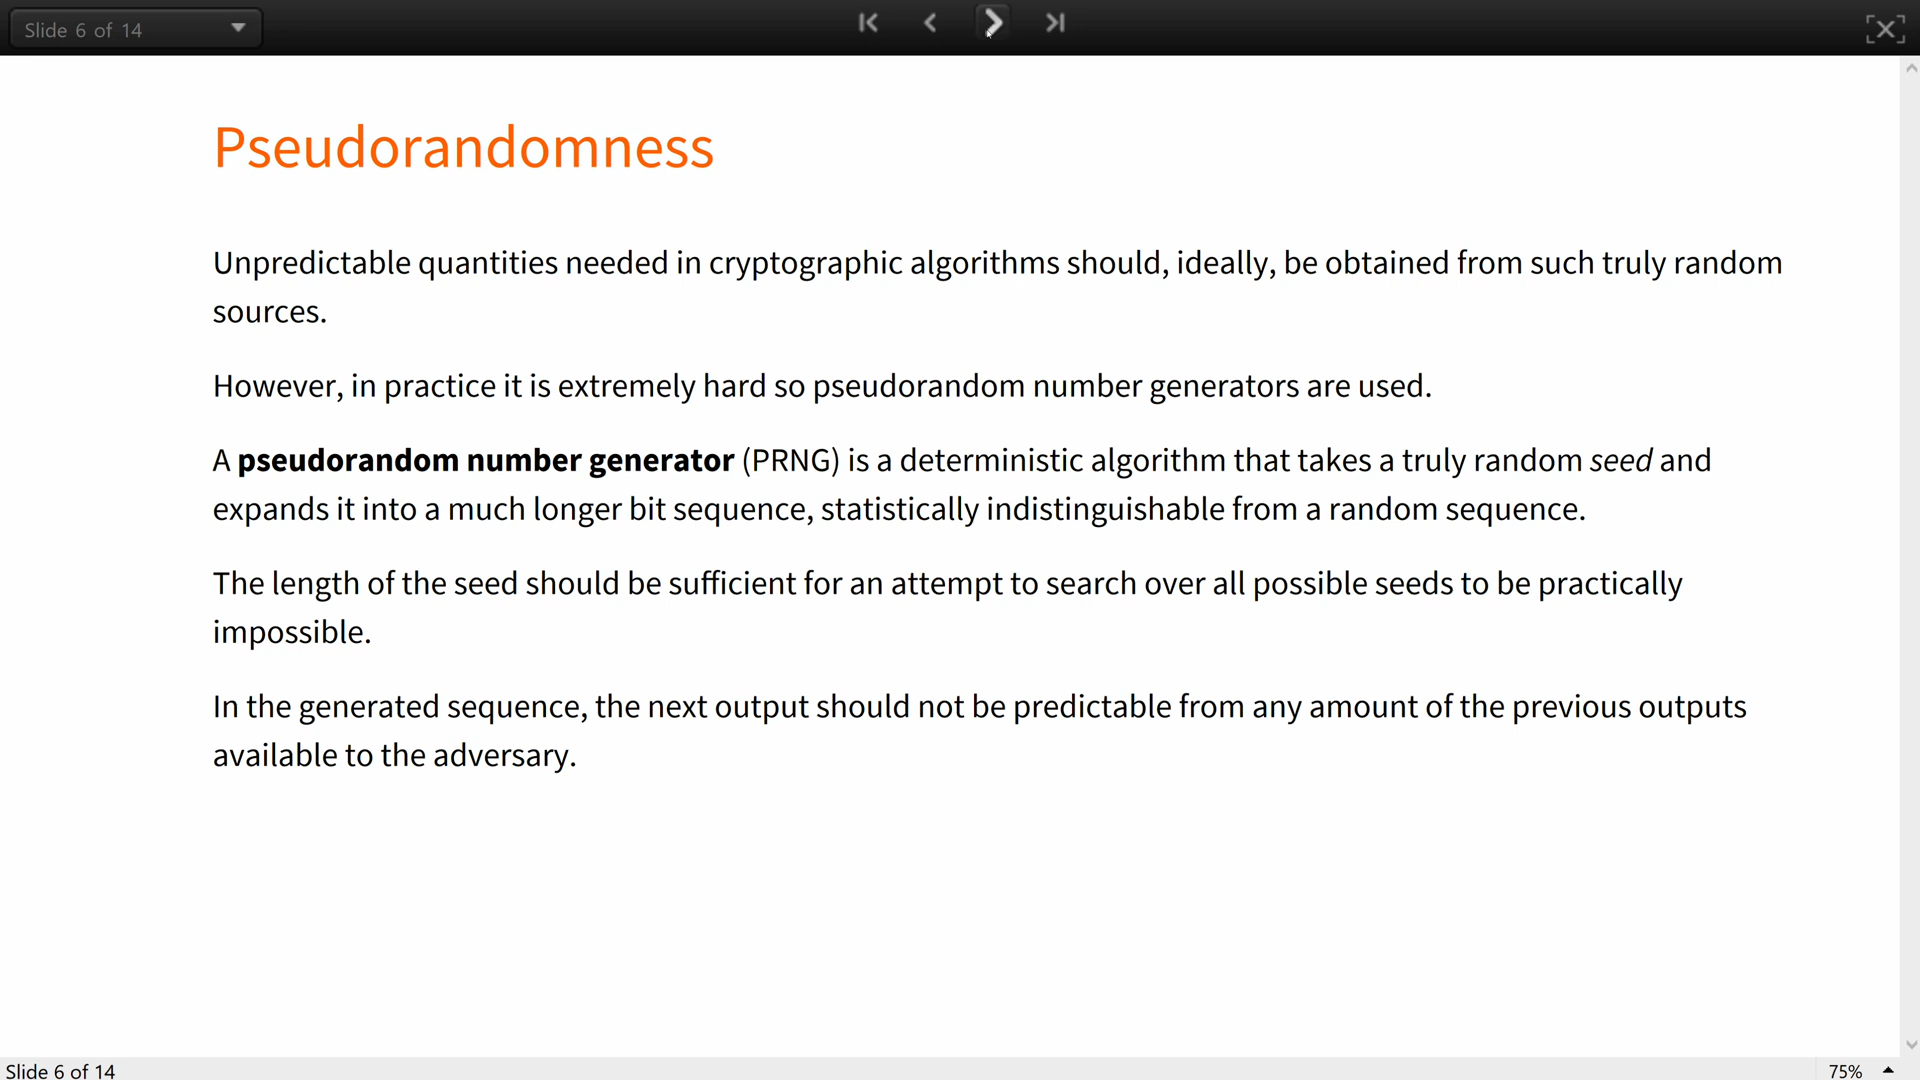 Slide 6 of 14
Pseudorandomness
Unpredictable quantities needed in cryptographic algorithms should, ideally, be obtained from such truly random
sources.
However, in practice it is extremely hard so pseudorandom number generators are used.
A pseudorandom number generator (PRNG) is a deterministic algorithm that takes a truly random seed and
expands it into a much longer bit sequence, statistically indistinguishable from a random sequence.
The length of the seed should be sufficient for an attempt to search over all possible seeds to be practically
impossible.
In the generated sequence, the next output should not be predictable from any amount of the previous outputs
available to the adversary.
Slide 6 of 14
75%